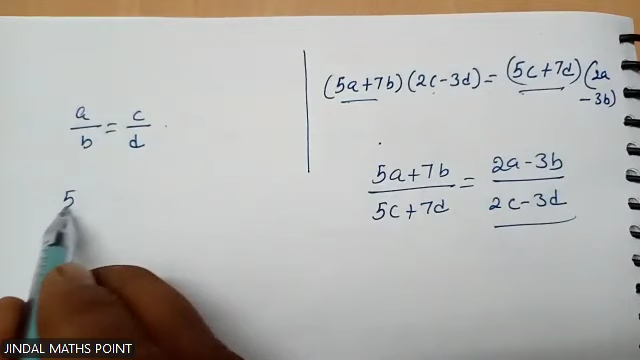 a/b = c/d
5
(5a+7b)(2c-3d) = (5c+7d)(2a
-3b)
5a+7b/5c+7d = 2a-3b/2c-3d
JINDAL MATHS POINT